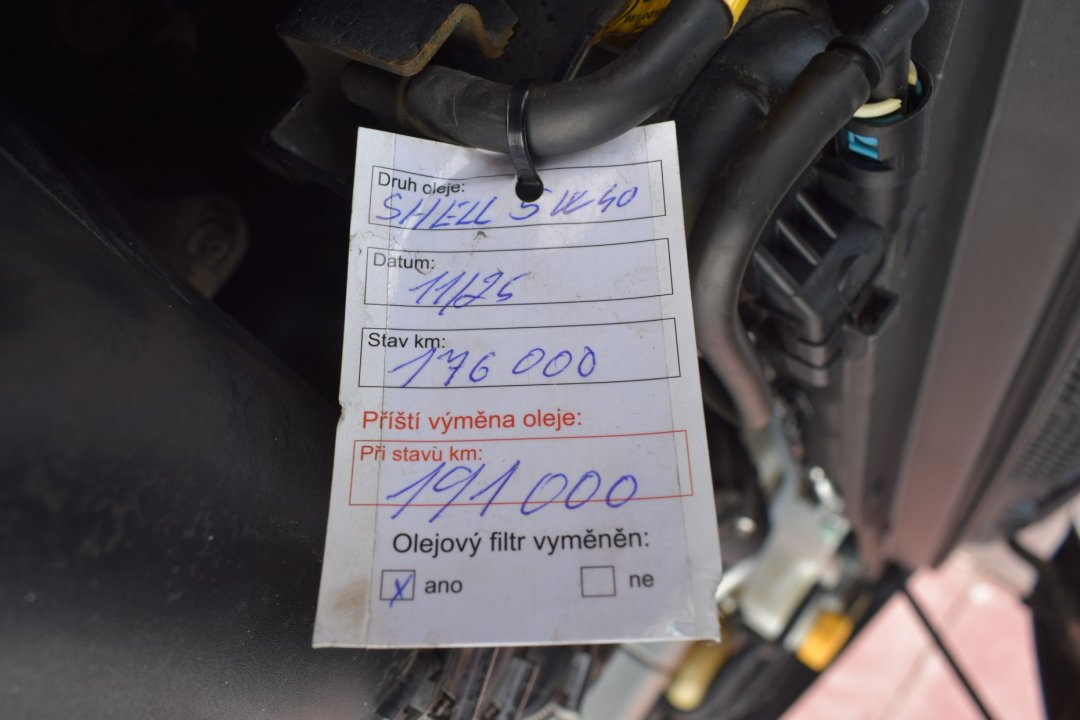 Druh oleje:
SHELL 5W40
Datum:
11/25
Stav km:
176 000
Příští výměna oleje:
Při stavu km:
191 000
Olejový filtr vyměněn:
x ano ne